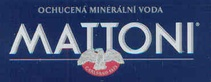 OCHUCENÁ MINERÁLNÍ VODA
MATTONI®